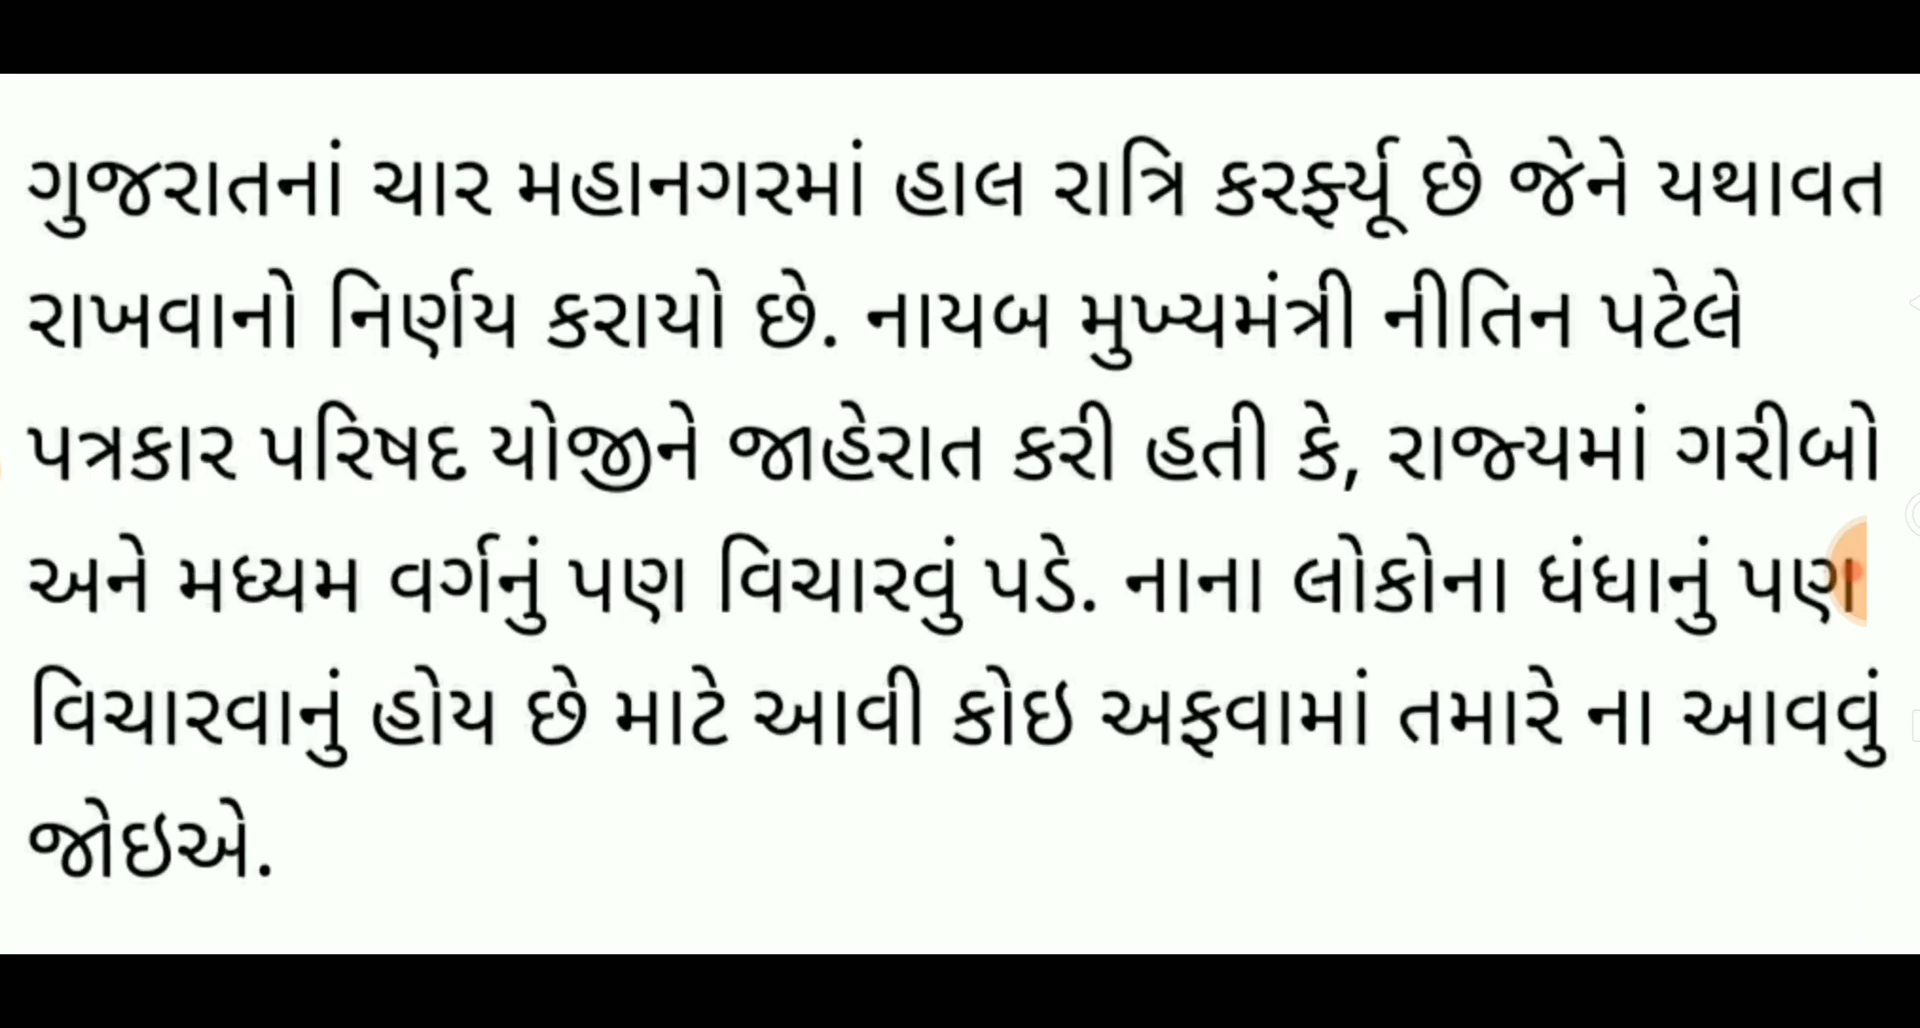 ગુજરાતનાં ચાર મહાનગરમાં હાલ રાત્રિ કરફ્યૂ છે જેને યથાવત
રાખવાનો નિર્ણય કરાયો છે. નાયબ મુખ્યમંત્રી નીતિન પટેલે
પત્રકાર પરિષદ યોજીને જાહેરાત કરી હતી કે, રાજ્યમાં ગરીબો
અને મધ્યમ વર્ગનું પણ વિચારવું પડે. નાના લોકોના ધંધાનું પણ
વિચારવાનું હોય છે માટે આવી કોઇ અફવામાં તમારે ના આવવું
જોઇએ.